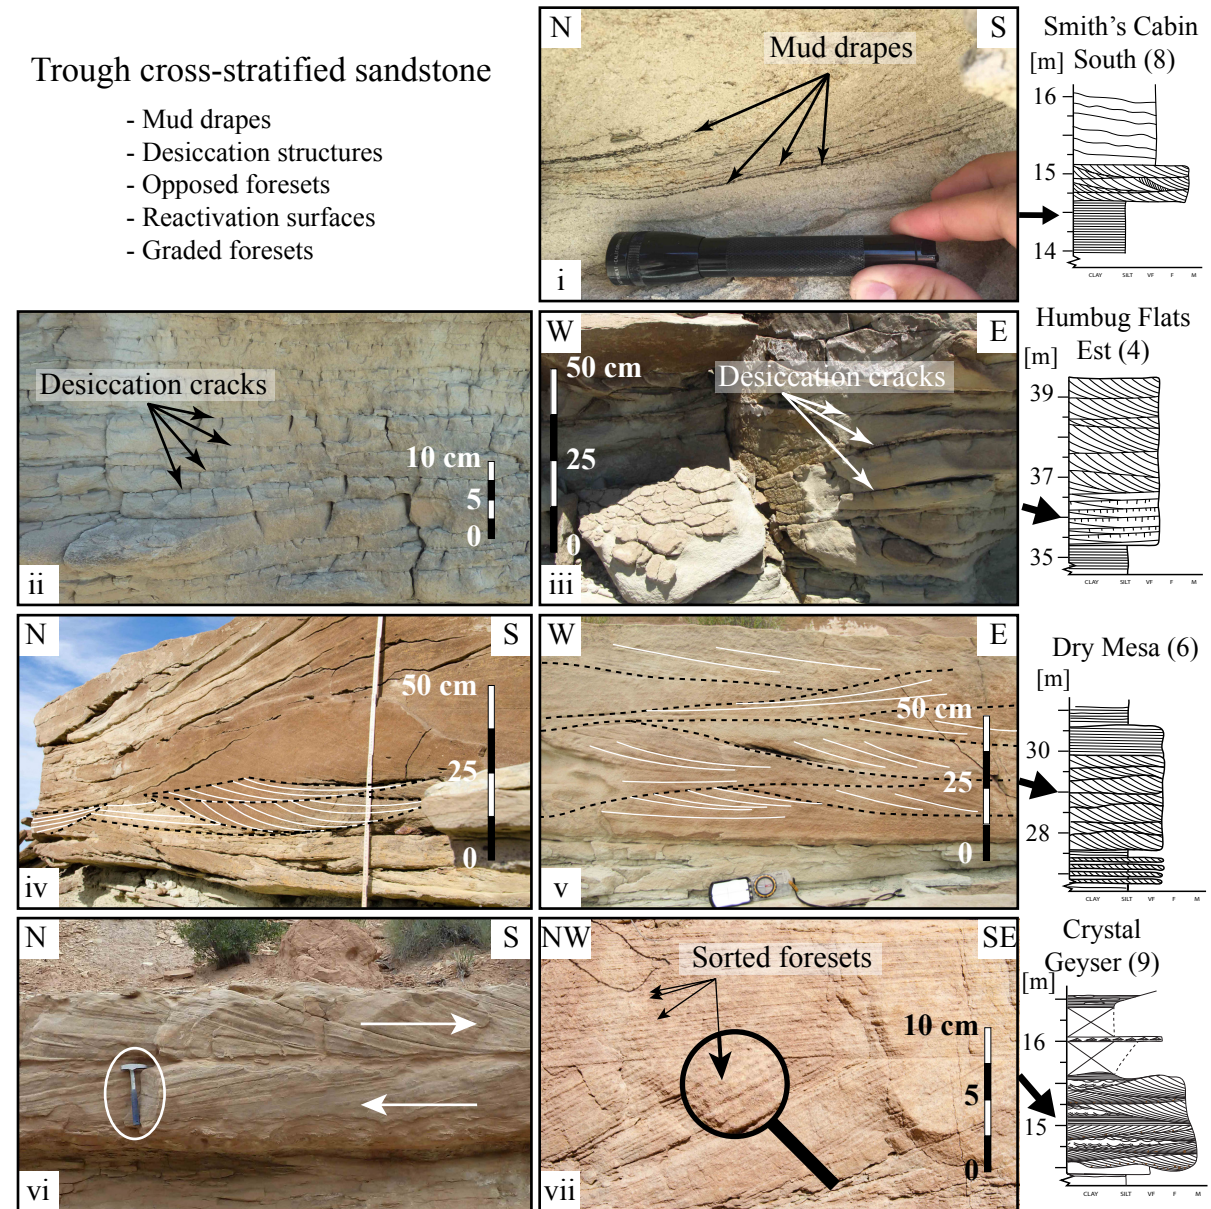 Trough cross-stratified sandstone
- Mud drapes
- Desiccation structures
- Opposed foresets
- Reactivation surfaces
- Graded foresets
N
S
Mud drapes
i
Smith's Cabin
South (8)
[m]
16
15
14
CLAY SILT VF F M
Desiccation cracks
10 cm
5
0
ii
W
E
50 cm
Desiccation cracks
25
0
iii
Humbug Flats
Est (4)
[m]
39
37
35
CLAY SILT VF F M
N
S
50 cm
25
0
iv
W
E
50 cm
25
0
v
Dry Mesa (6)
[m]
30
28
CLAY SILT VF F M
N
S
vi
NW
SE
Sorted foresets
10 cm
5
0
vii
Crystal
Geyser (9)
[m]
16
15
CLAY SILT VF F M